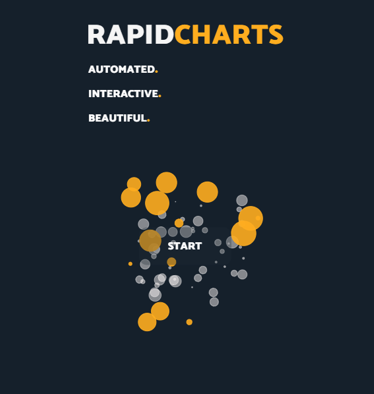 RAPIDCHARTS
AUTOMATED.
INTERACTIVE.
BEAUTIFUL.
START